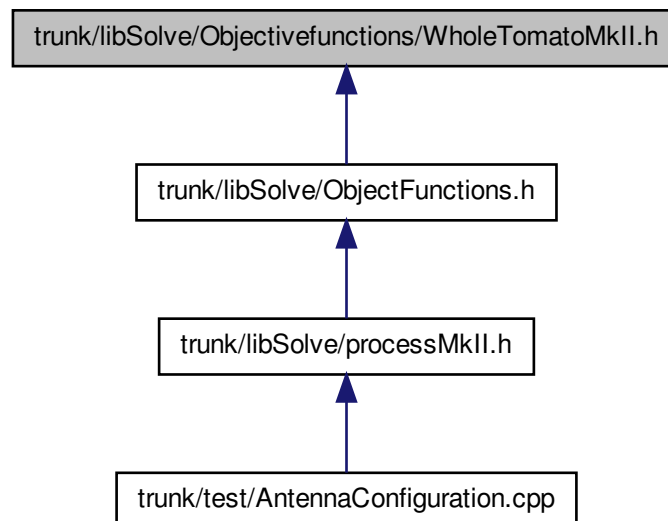 trunk/libSolve/Objectivefunctions/WholeTomatoMkII.h
trunk/libSolve/ObjectFunctions.h
trunk/libSolve/processMkII.h
trunk/test/AntennaConfiguration.cpp